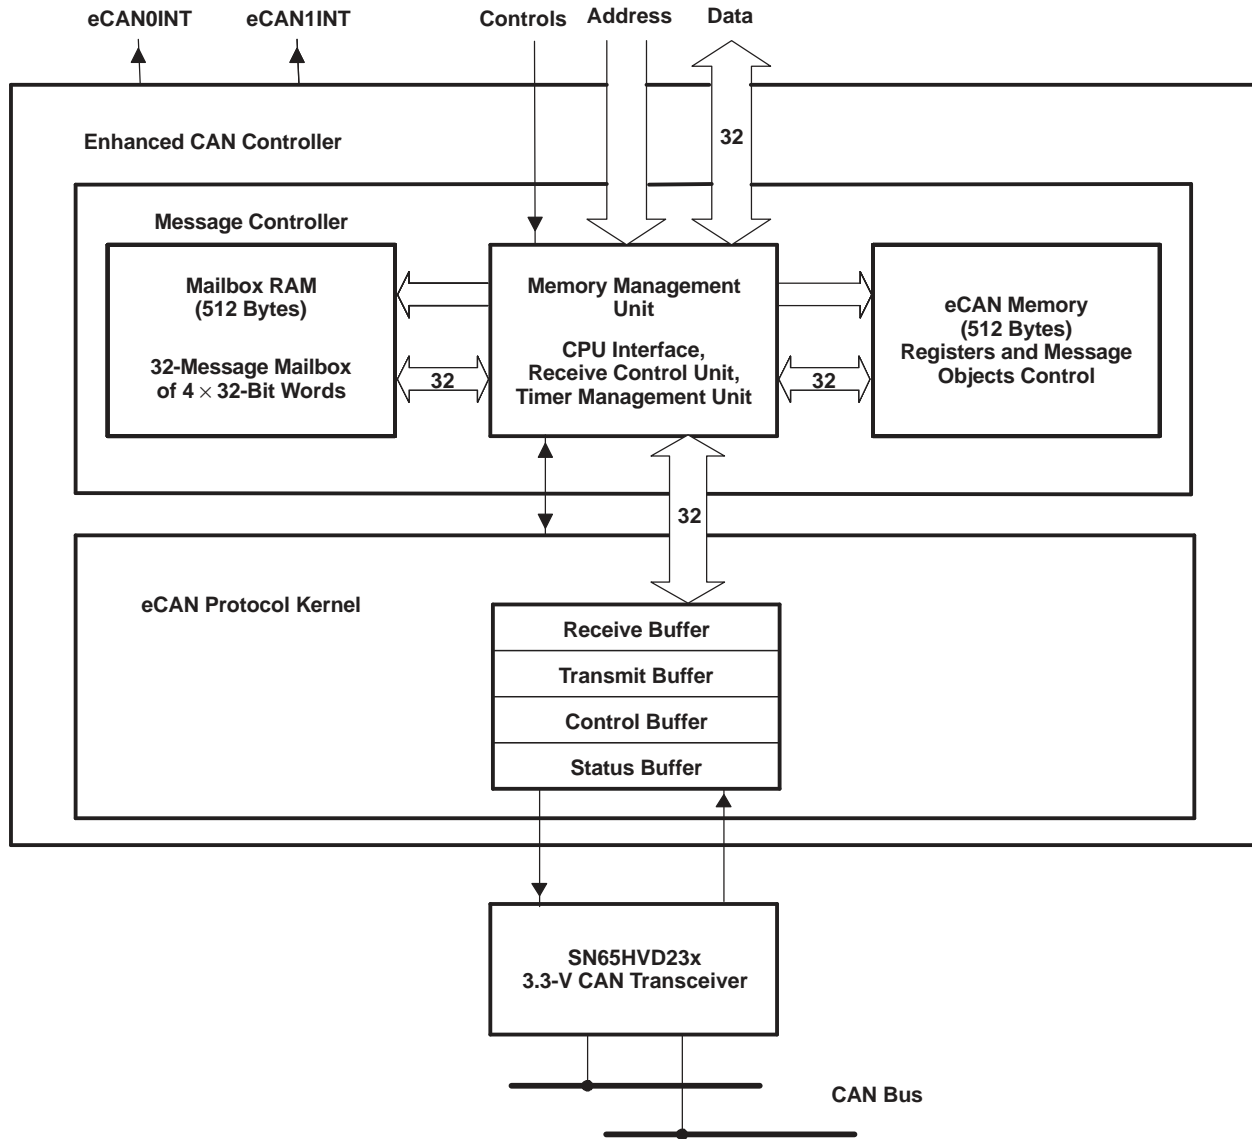 eCAN0INT
eCAN1INT
Controls
Address
Data
32
Enhanced CAN Controller
Message Controller
Mailbox RAM
(512 Bytes)
32-Message Mailbox
of 4 × 32-Bit Words
32
Memory Management
Unit
CPU Interface,
Receive Control Unit,
Timer Management Unit
32
eCAN Memory
(512 Bytes)
Registers and Message
Objects Control
32
eCAN Protocol Kernel
Receive Buffer
Transmit Buffer
Control Buffer
Status Buffer
SN65HVD23x
3.3-V CAN Transceiver
CAN Bus